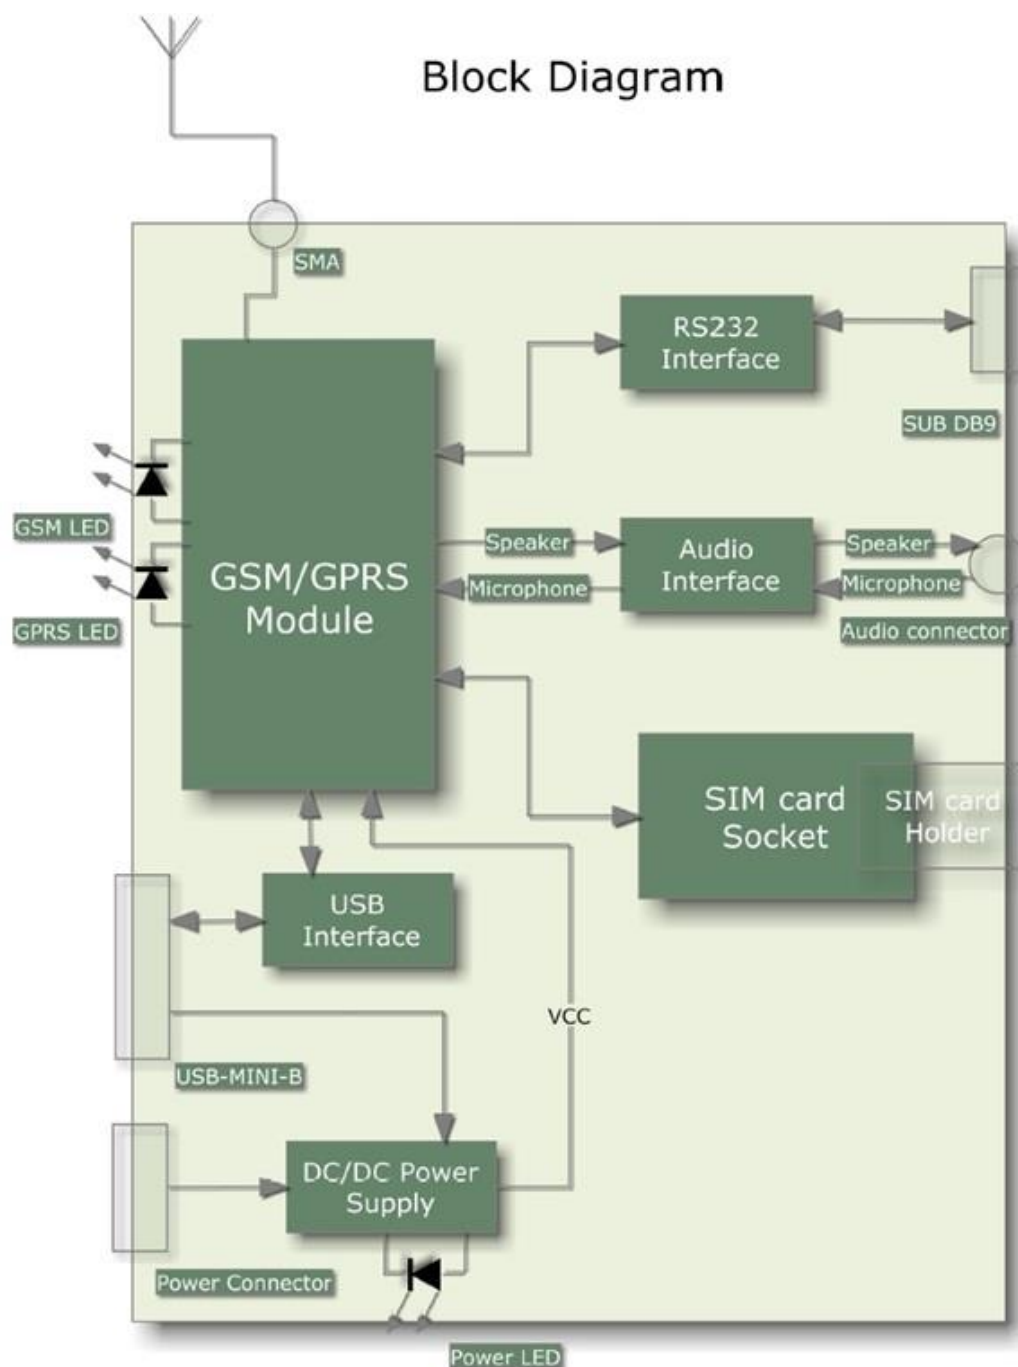 Block Diagram
SMA
RS232
Interface
SUB DB9
GSM LED
GPRS LED
GSM/GPRS
Module
Speaker
Microphone
Audio
Interface
Speaker
Microphone
Audio connector
SIM card
Socket
SIM card
Holder
USB
Interface
VCC
USB-MINI-B
DC/DC Power
Supply
Power Connector
Power LED